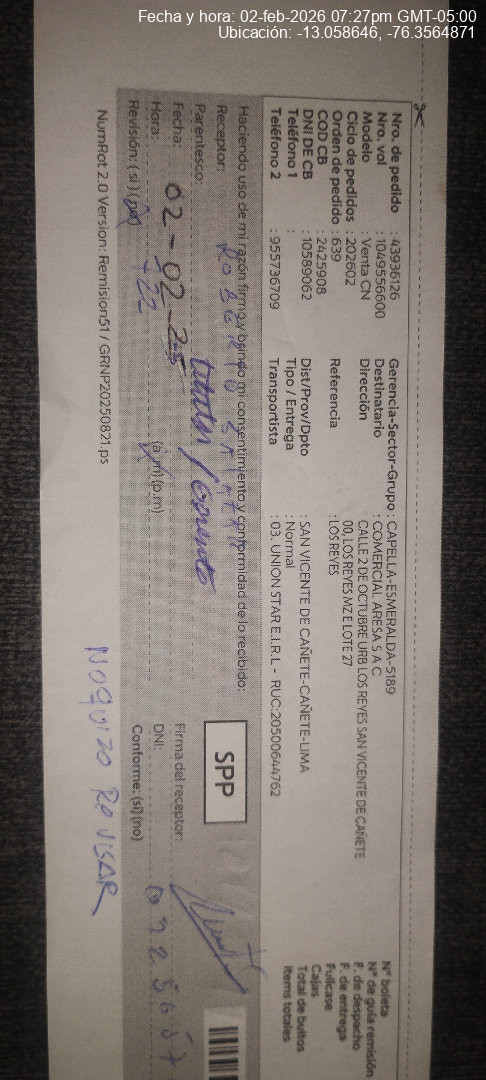 Fecha y hora: 02-feb-2026 07:27pm GMT-05:00
Ubicación: -13.058646, -76.3564871
Nro. de pedido : 43936126
Nro. vol : 1049556600
Modelo : Venta CN
Ciclo de pedidos : 202602
Orden de pedido : 639
COD CB : 2425908
DNI DE CB : 10589062
Teléfono 1 :
Teléfono 2 : 955736709
Gerencia-Sector-Grupo : CAPELLA-ESMERALDA-5189
Destinatario : COMERCIAL ARESA S A C
Dirección : CALLE 2 DE OCTUBRE URB LOS REYES SAN VICENTE DE CAÑETE
00, LOS REYES MZ E LOTE 27
Referencia : LOS REYES
Dist/Prov/Dpto : SAN VICENTE DE CAÑETE-CAÑETE-LIMA
Tipo / Entrega : Normal
Transportista : 03. UNION STAR E.I.R.L - RUC:20500644762
N° boleta
N° de guía remisión
F. de despacho
F. de entrega
Fullcase
Cajas
Total de bultos
Items totales
Haciendo uso de mi razón firmo y brindo mi consentimiento y conformidad de lo recibido:
SPP
Receptor: ROBERTO
Parentesco:
Fecha: 02-02-
Hora: (a.m) (p.m)
Revisión: (si) (no)
Firma del receptor:
DNI:
Conforme: (si) (no)
NumRot 2.0 Version: Remision51 / GRNP20250821.ps
NO QUIZO REVISAR